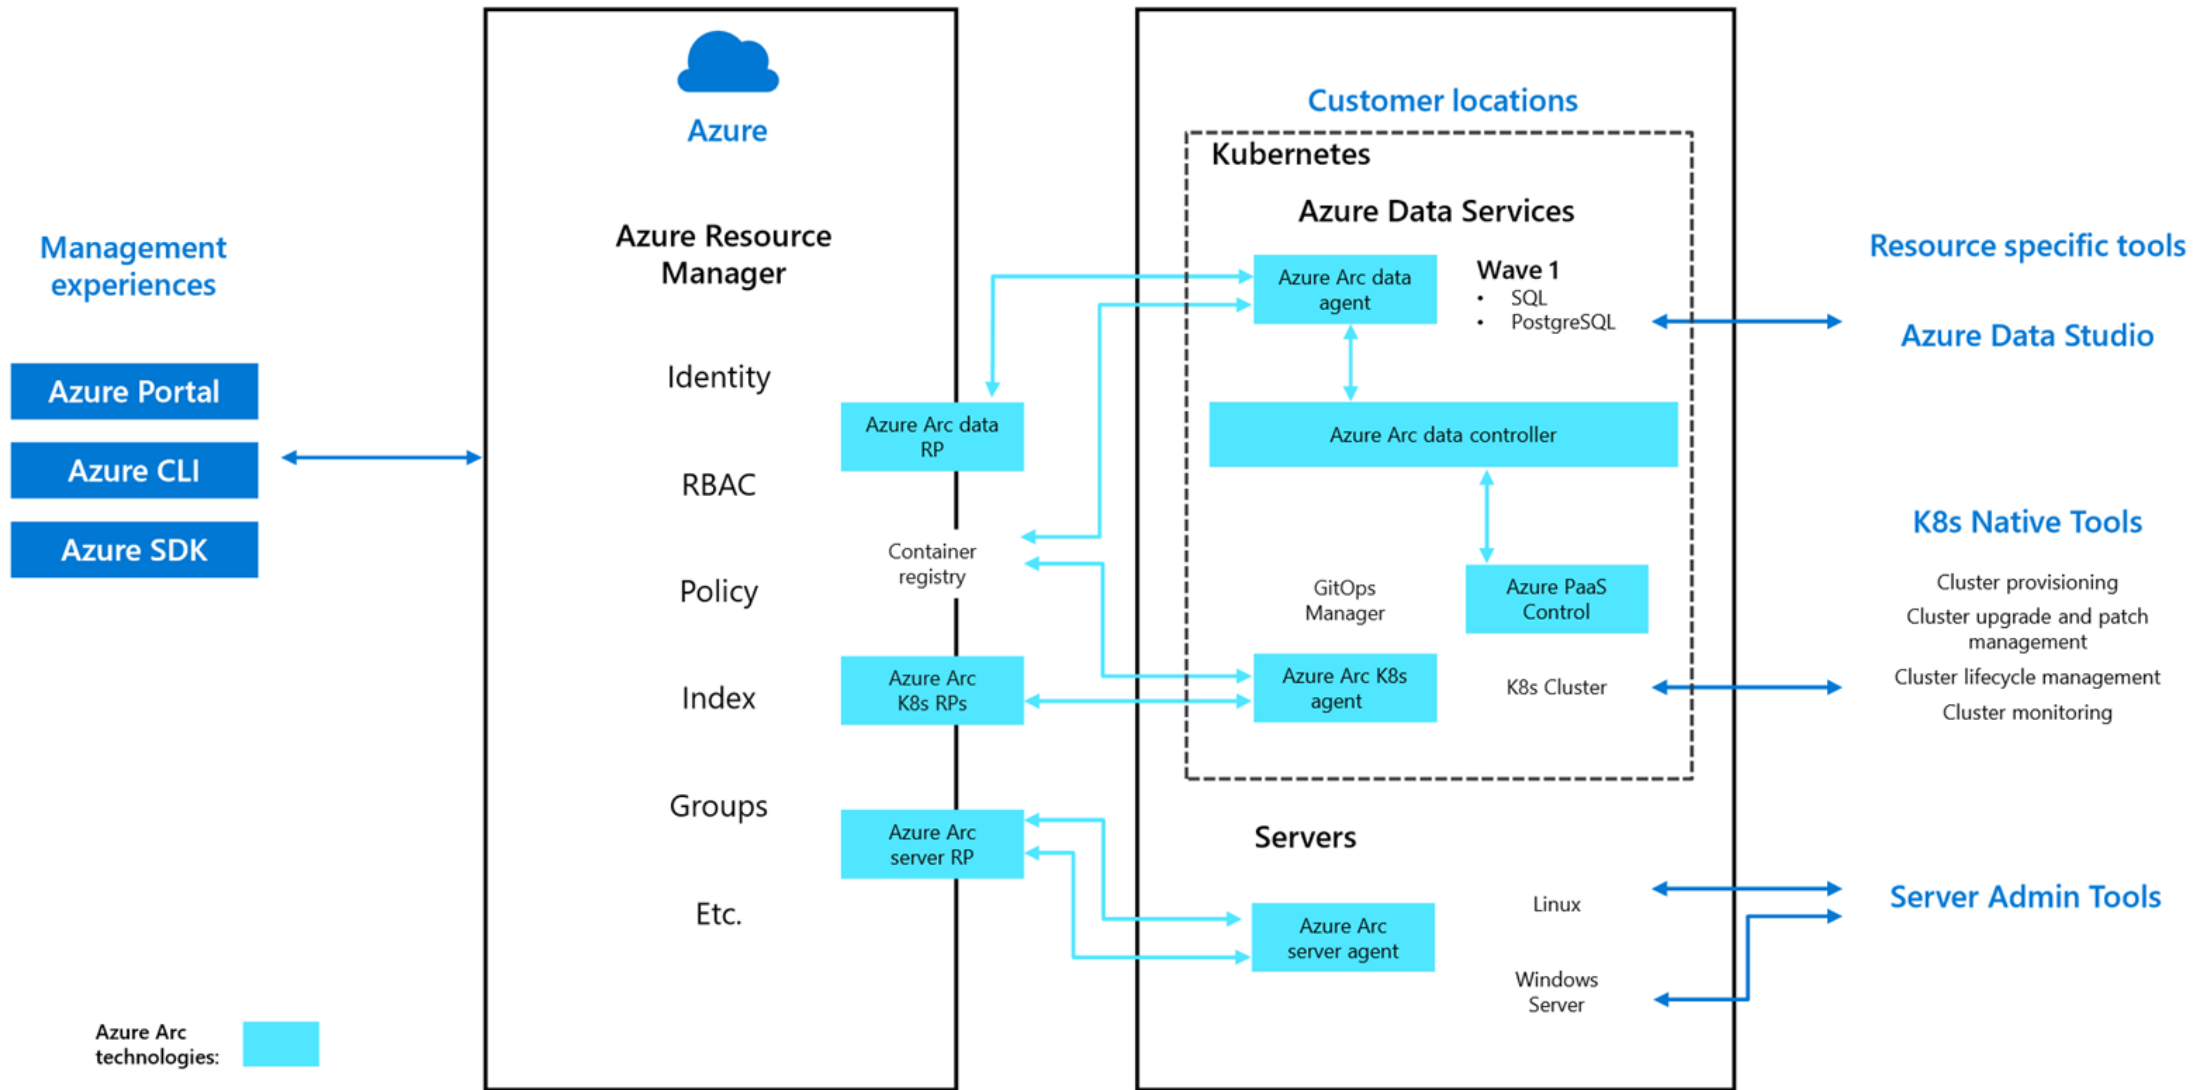 Management
experiences
Azure Portal
Azure CLI
Azure SDK
Azure Arc
technologies:
Azure
Azure Resource
Manager
Identity
RBAC
Policy
Index
Groups
Etc.
Azure Arc data
RP
Container
registry
Azure Arc
K8s RPs
Azure Arc
server RP
Customer locations
Kubernetes
Azure Data Services
Azure Arc data
agent
Wave 1
• SQL
• PostgreSQL
Azure Arc data controller
GitOps
Manager
Azure PaaS
Control
Azure Arc K8s
agent
K8s Cluster
Servers
Azure Arc
server agent
Linux
Windows
Server
Resource specific tools
Azure Data Studio
K8s Native Tools
Cluster provisioning
Cluster upgrade and patch
management
Cluster lifecycle management
Cluster monitoring
Server Admin Tools